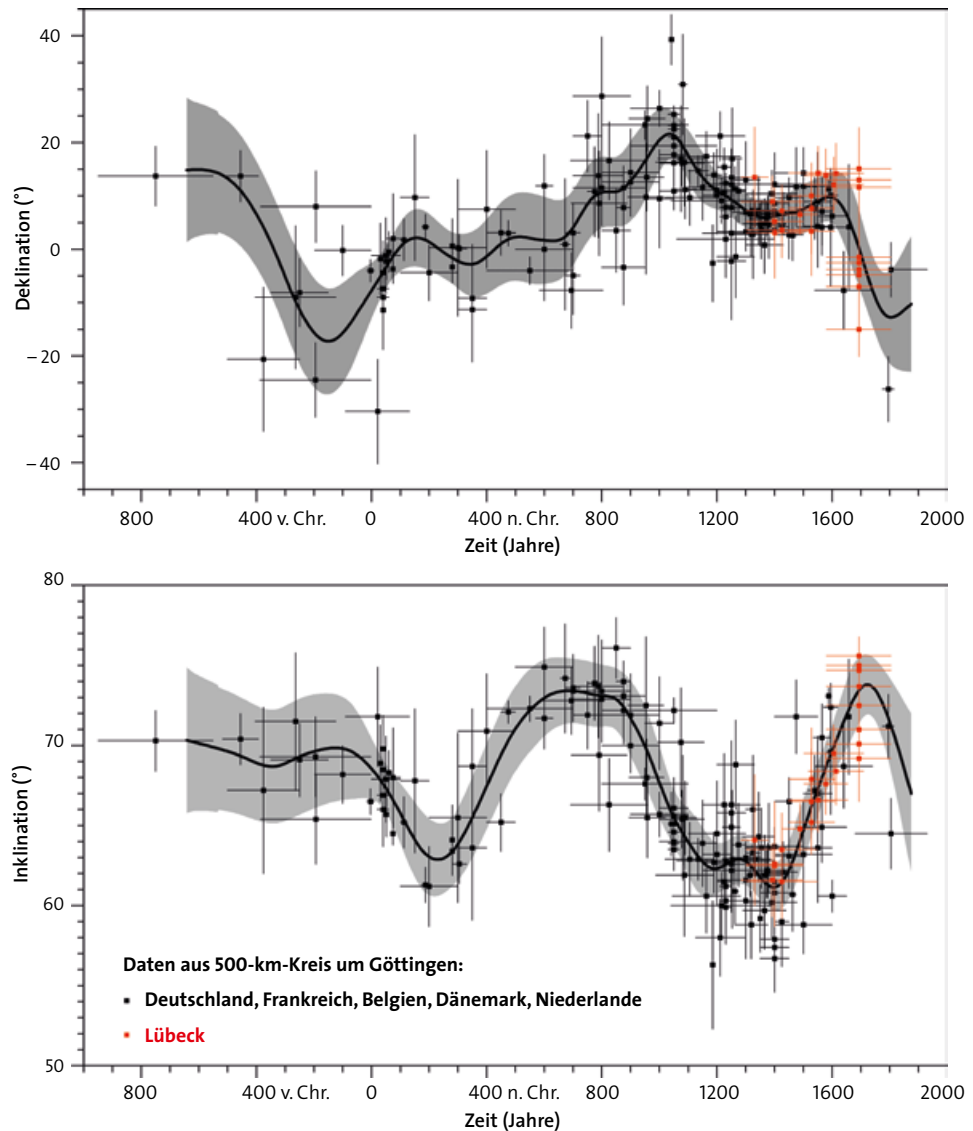 40
20
0
–20
–40
Deklination (°)
800 400 v. Chr. 0 400 n. Chr. 800 1200 1600 2000
Zeit (Jahre)
80
70
60
50
Inklination (°)
Daten aus 500-km-Kreis um Göttingen:
Deutschland, Frankreich, Belgien, Dänemark, Niederlande
Lübeck
800 400 v. Chr. 0 400 n. Chr. 800 1200 1600 2000
Zeit (Jahre)